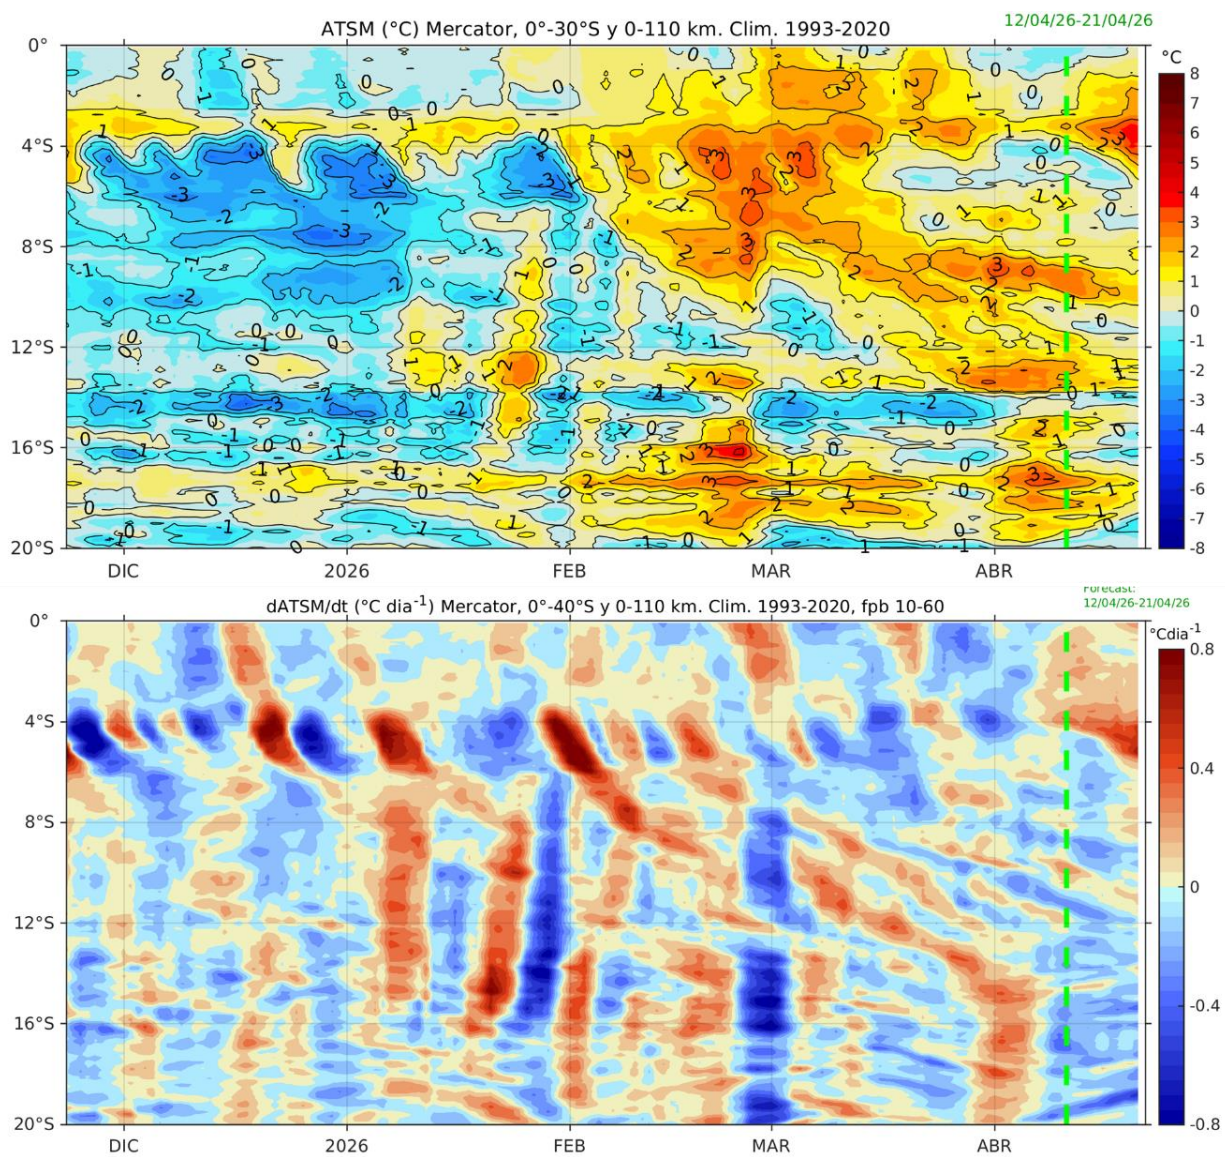 ATSM (°C) Mercator, 0°-30°S y 0-110 km. Clim. 1993-2020
12/04/26-21/04/26
°C
0°
4°S
8°S
12°S
16°S
20°S
DIC
2026
FEB
MAR
ABR
8
7
6
5
4
3
2
1
0
-1
-2
-3
-4
-5
-6
-7
-8
dATSM/dt (°C dia⁻¹) Mercator, 0°-40°S y 0-110 km. Clim. 1993-2020, fpb 10-60
Forecast:
12/04/26-21/04/26
°Cdia⁻¹
0°
4°S
8°S
12°S
16°S
20°S
DIC
2026
FEB
MAR
ABR
0.8
0.4
0
-0.4
-0.8